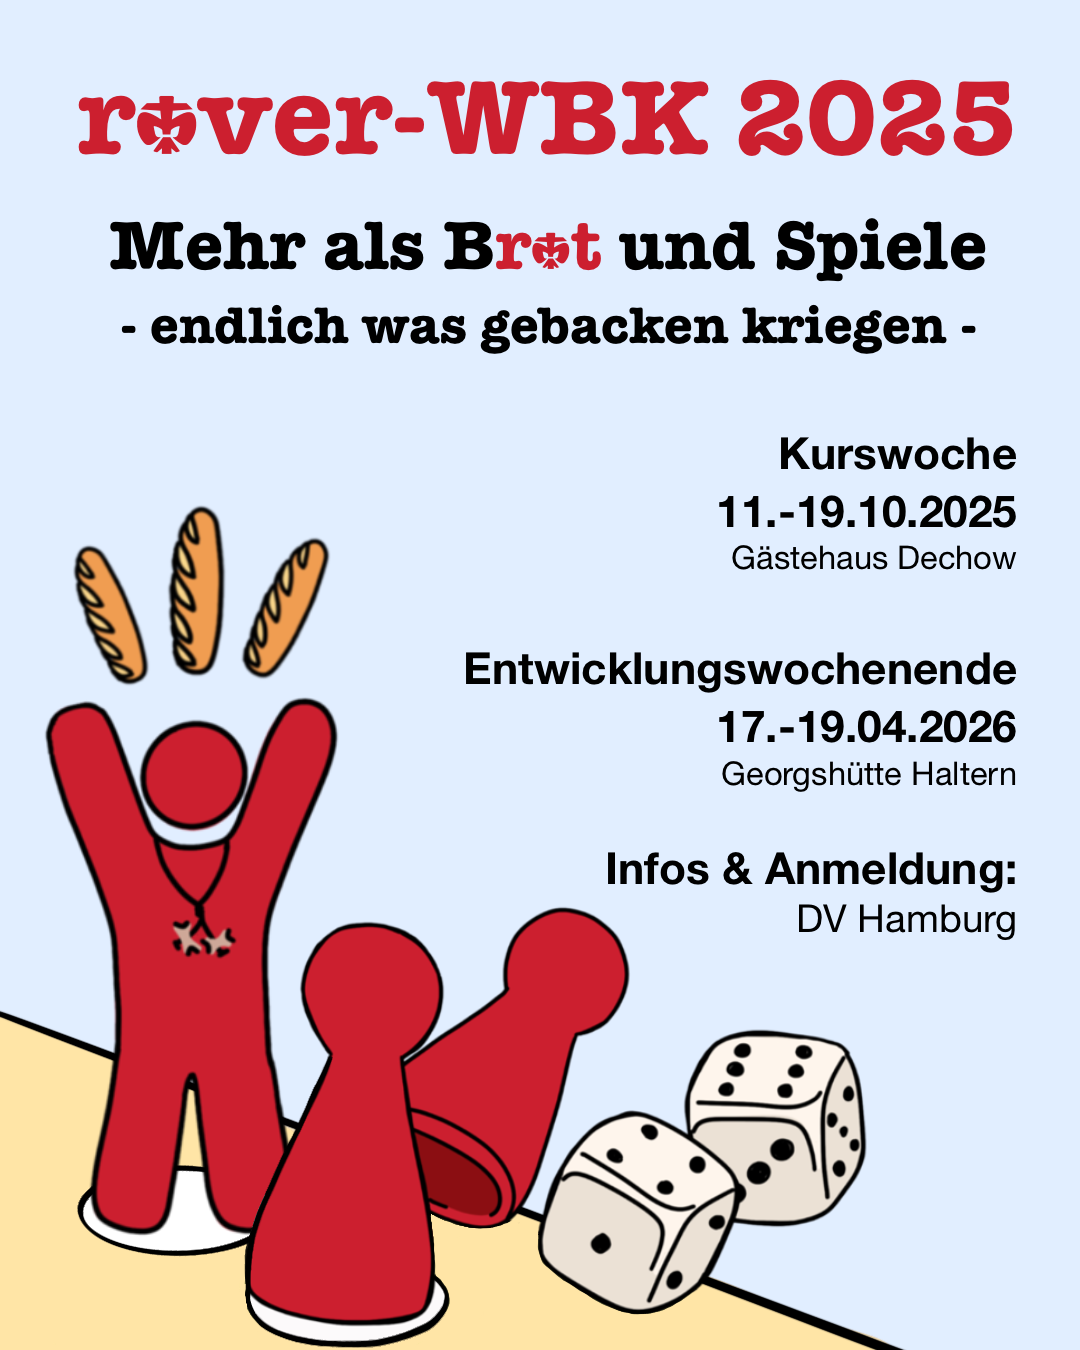 rover-WBK 2025
Mehr als Brot und Spiele
- endlich was gebacken kriegen -
Kurswoche
11.-19.10.2025
Gästehaus Dechow
Entwicklungswochenende
17.-19.04.2026
Georgshütte Haltern
Infos & Anmeldung:
DV Hamburg